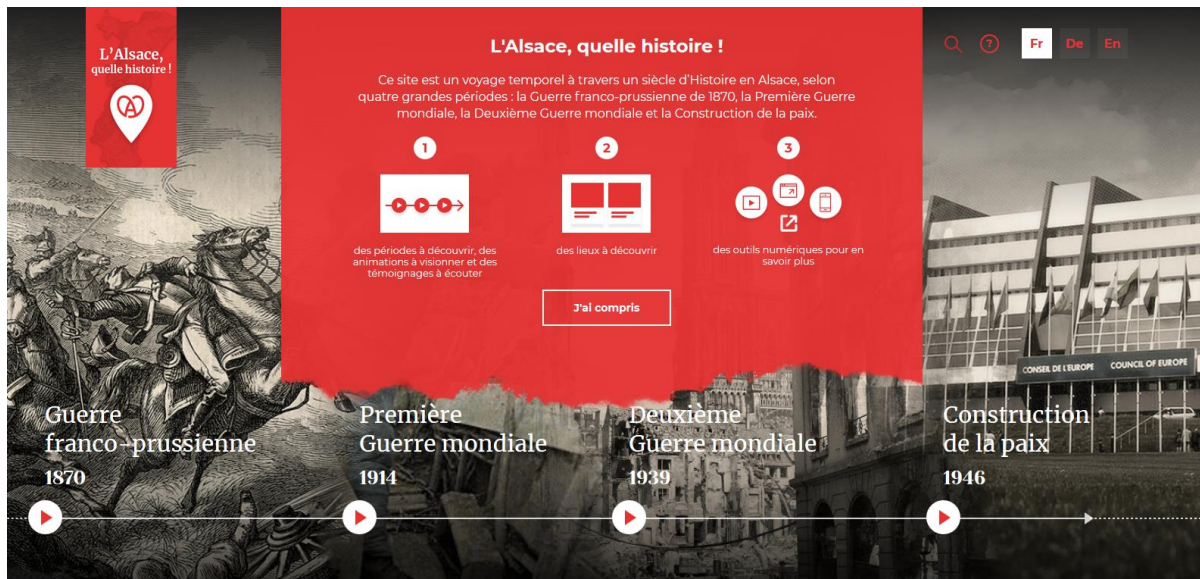 L'Alsace,
quelle histoire !
L'Alsace, quelle histoire !
? Fr De En
Ce site est un voyage temporel à travers un siècle d'Histoire en Alsace, selon
quatre grandes périodes : la Guerre franco-prussienne de 1870, la Première Guerre
mondiale, la Deuxième Guerre mondiale et la Construction de la paix.
1
2
3
des périodes à découvrir, des
animations à visionner et des
témoignages à écouter
des lieux à découvrir
des outils numériques pour en
savoir plus
J'ai compris
CONSEIL DE L'EUROPE COUNCIL OF EUROPE
Guerre
franco-prussienne
1870
Première
Guerre mondiale
1914
Deuxième
Guerre mondiale
1939
Construction
de la paix
1946